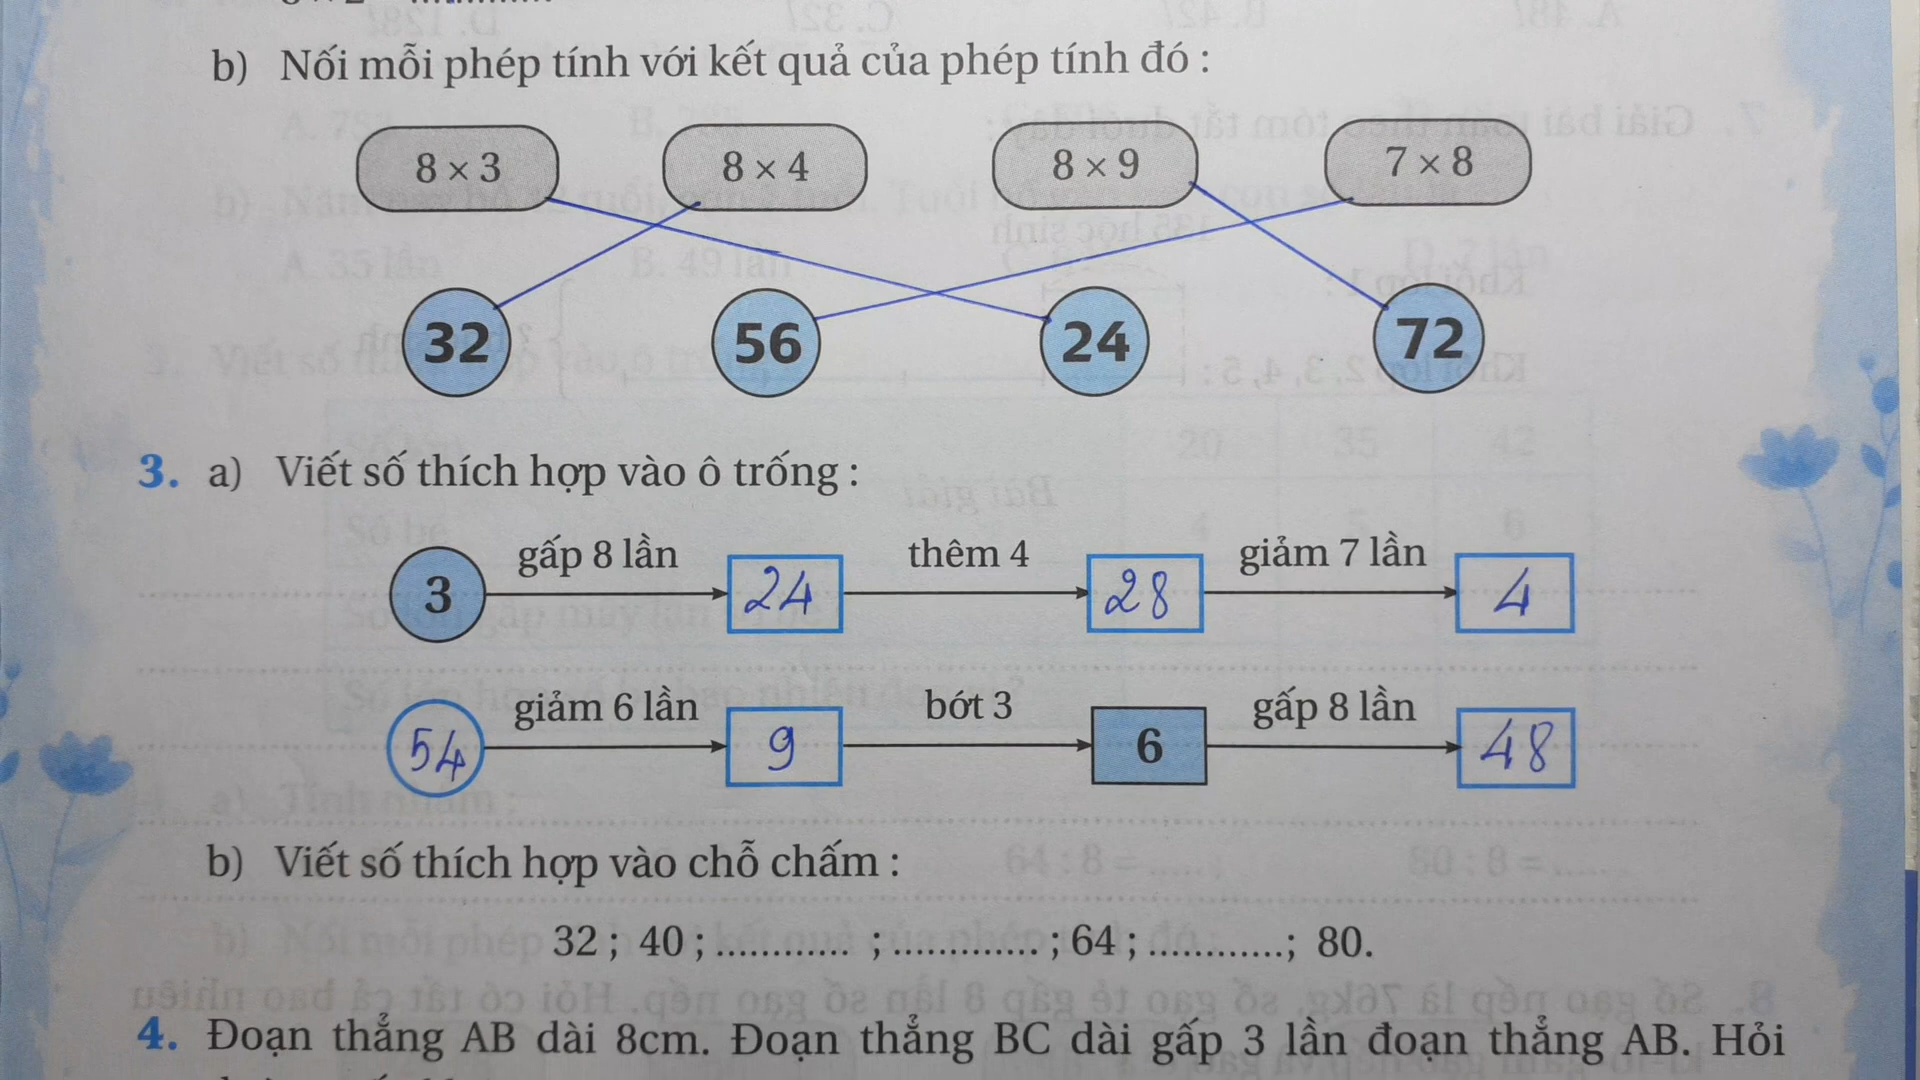 b) Nối mỗi phép tính với kết quả của phép tính đó :
8 × 3 8 × 4 8 × 9 7 × 8
32 56 24 72
3. a) Viết số thích hợp vào ô trống :
gấp 8 lần thêm 4 giảm 7 lần
3 24 28 4
giảm 6 lần bớt 3 gấp 8 lần
54 9 6 48
b) Viết số thích hợp vào chỗ chấm :
32 ; 40 ; ............ ; ............. ; 64 ; ............; 80.
4. Đoạn thẳng AB dài 8cm. Đoạn thẳng BC dài gấp 3 lần đoạn thẳng AB. Hỏi